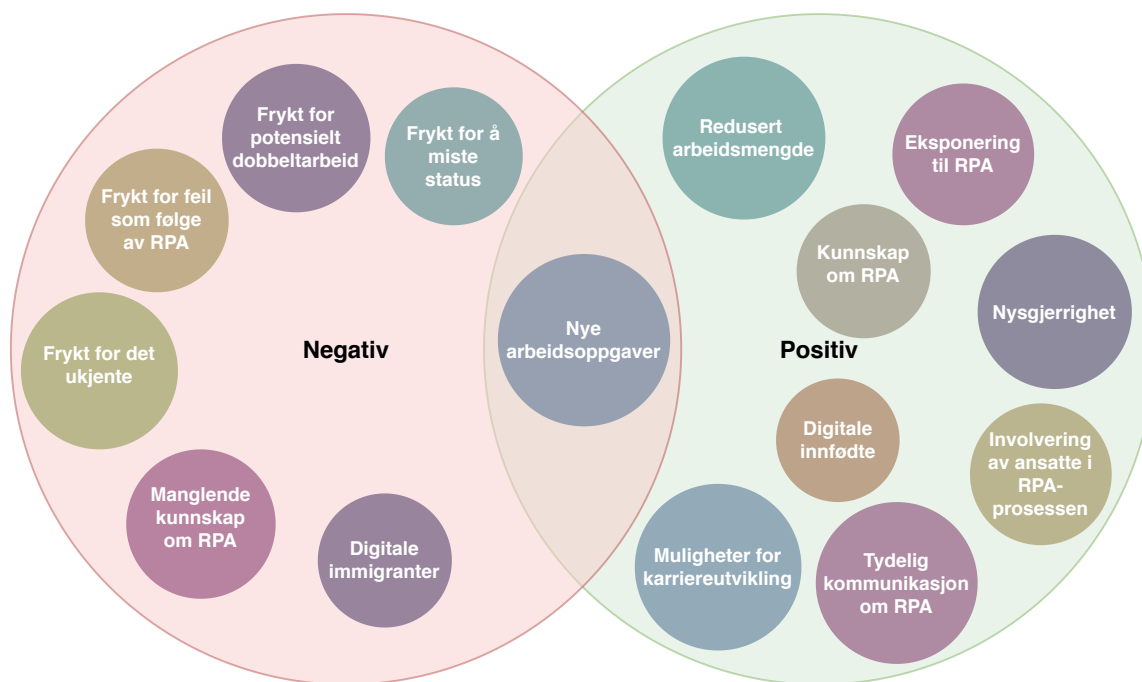 Frykt for
potensielt
dobbeltarbeid
Frykt for å
miste
status
Frykt for feil
som følge
av RPA
Frykt for det
ukjente
Negativ
Manglende
kunnskap
om RPA
Digitale
immigranter
Nye
arbeidsoppgaver
Redusert
arbeidsmengde
Eksponering
til RPA
Kunnskap
om RPA
Nysgjerrighet
Positiv
Digitale
innfødte
Involvering
av ansatte i
RPA-
prosessen
Muligheter for
karriereutvikling
Tydelig
kommunikasjon
om RPA